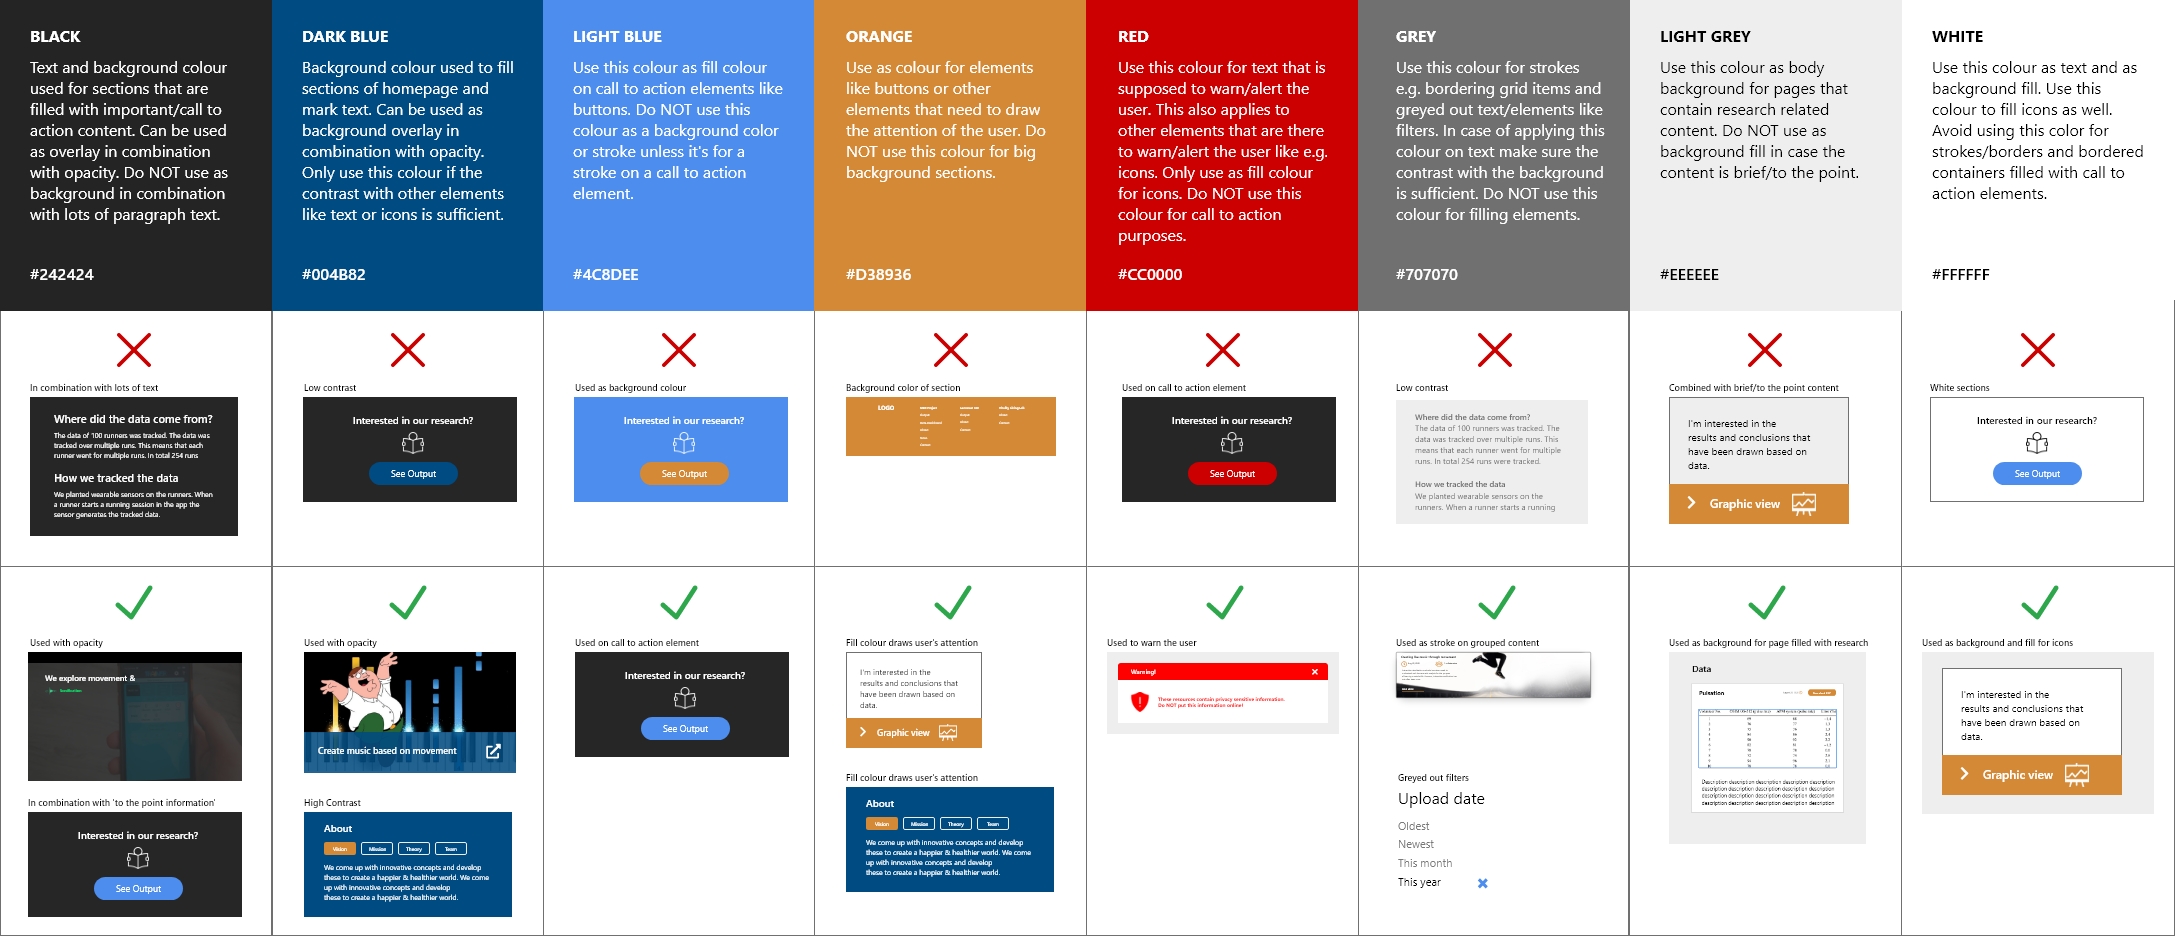 BLACK
Text and background colour
used for sections that are
filled with important/call to
action content. Can be used
as overlay in combination
with opacity. Do NOT use as
background in combination
with lots of paragraph text.
#242424
DARK BLUE
Background colour used to fill
sections of homepage and
mark text. Can be used as
background overlay in
combination with opacity.
Only use this colour if the
contrast with other elements
like text or icons is sufficient.
#004B82
LIGHT BLUE
Use this colour as fill colour
on call to action elements like
buttons. Do NOT use this
colour as a background color
or stroke unless it's for a
stroke on a call to action
element.
#4C8DEE
ORANGE
Use as colour for elements
like buttons or other
elements that need to draw
the attention of the user. Do
NOT use this colour for big
background sections.
#D38936
RED
Use this colour for text that is
supposed to warn/alert the
user. This also applies to
other elements that are there
to warn/alert the user like e.g.
icons. Only use as fill colour
for icons. Do NOT use this
colour for call to action
purposes.
#CC0000
GREY
Use this colour for strokes
e.g. bordering grid items and
greyed out text/elements like
filters. In case of applying this
colour on text make sure the
contrast with the background
is sufficient. Do NOT use this
colour for filling elements.
#707070
LIGHT GREY
Use this colour as body
background for pages that
contain research related
content. Do NOT use as
background fill in case the
content is brief/to the point.
#EEEEEE
WHITE
Use this colour as text and as
background fill. Use this
colour to fill icons as well.
Avoid using this color for
strokes/borders and bordered
containers filled with call to
action elements.
#FFFFFF
In combination with lots of text
Where did the data come from?
The data of 100 runners was tracked. The data was
tracked over multiple runs. This means that each
runner went for multiple runs. In total 254 runs
How we tracked the data
We planted wearable sensors on the runners. When
a runner starts a running session in the app the
sensor generates the tracked data.
Low contrast
Interested in our research?
See Output
Used as background colour
Interested in our research?
See Output
Background color of section
LOGO
Used on call to action element
Interested in our research?
See Output
Low contrast
Where did the data come from?
The data of 100 runners was tracked. The
data was tracked over multiple runs. This
means that each runner went for multiple
runs. In total 254 runs were tracked.
How we tracked the data
We planted wearable sensors on the
runners. When a runner starts a running
Combined with brief/to the point content
I'm interested in the
results and conclusions that
have been drawn based on
data.
Graphic view
White sections
Interested in our research?
See Output
Used with opacity
We explore movement &
In combination with 'to the point information'
Interested in our research?
See Output
Used with opacity
Create music based on movement
High Contrast
About
Vision Mission Theory Team
We come up with innovative concepts and develop
these to create a happier & healthier world. We come
up with innovative concepts and develop
these to create a happier & healthier world.
Used on call to action element
Interested in our research?
See Output
Fill colour draws user's attention
I'm interested in the
results and conclusions that
have been drawn based on
data.
Graphic view
Fill colour draws user's attention
About
Vision Mission Theory Team
We come up with innovative concepts and develop
these to create a happier & healthier world. We come
up with innovative concepts and develop
these to create a happier & healthier world.
Used to warn the user
Warning!
These resources contain privacy sensitive information.
Do NOT put this information online!
Used as stroke on grouped content
Greyed out filters
Upload date
Oldest
Newest
This month
This year
Used as background for page filled with research
Data
Pulsation
Description description description description description
description description description description description
description description description description description
description description description description description
Used as background and fill for icons
I'm interested in the
results and conclusions that
have been drawn based on
data.
Graphic view